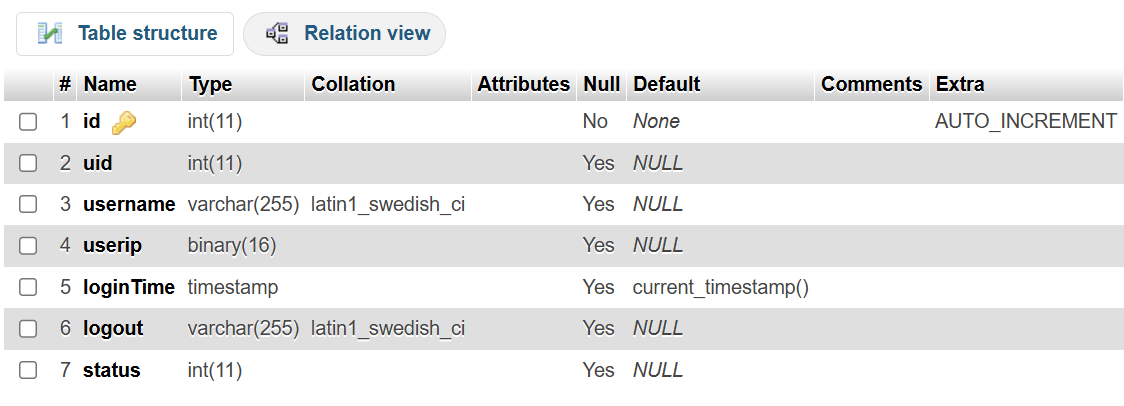 Table structure Relation view
# Name Type Collation Attributes Null Default Comments Extra
1 id int(11) No None AUTO_INCREMENT
2 uid int(11) Yes NULL
3 username varchar(255) latin1_swedish_ci Yes NULL
4 userip binary(16) Yes NULL
5 loginTime timestamp Yes current_timestamp()
6 logout varchar(255) latin1_swedish_ci Yes NULL
7 status int(11) Yes NULL